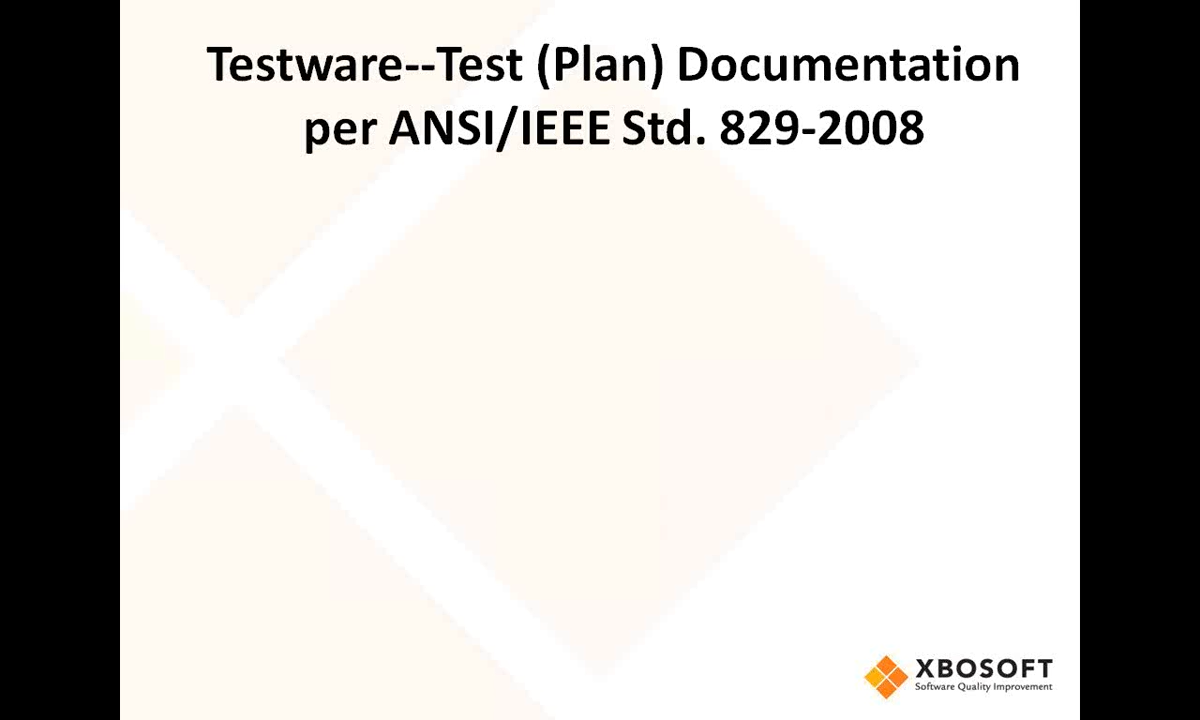 Testware--Test (Plan) Documentation
per ANSI/IEEE Std. 829-2008
XBOSOFT
Software Quality Improvement